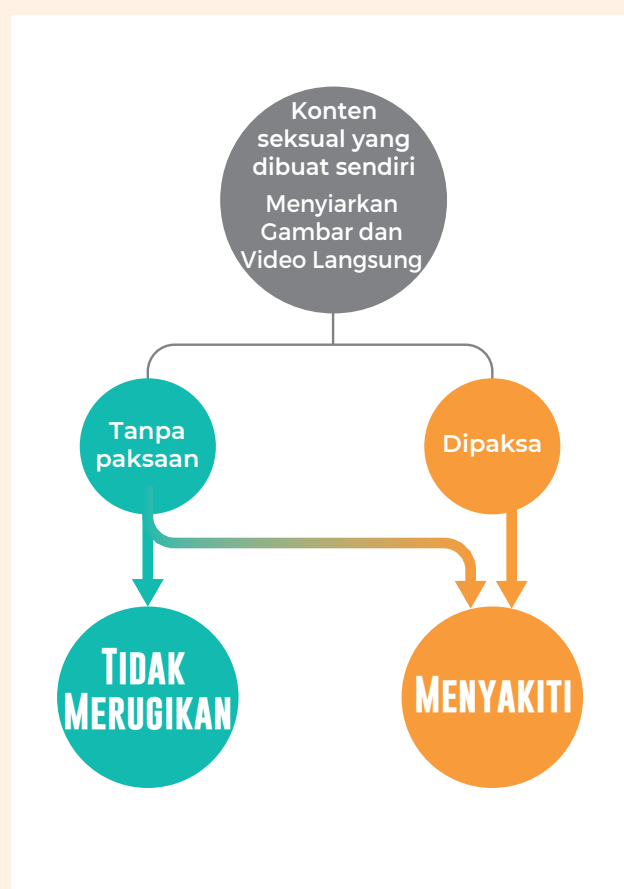 Konten
seksual yang
dibuat sendiri
Menyiarkan
Gambar dan
Video Langsung
Tanpa
paksaan
Dipaksa
TIDAK
MERUGIKAN
MENYAKITI